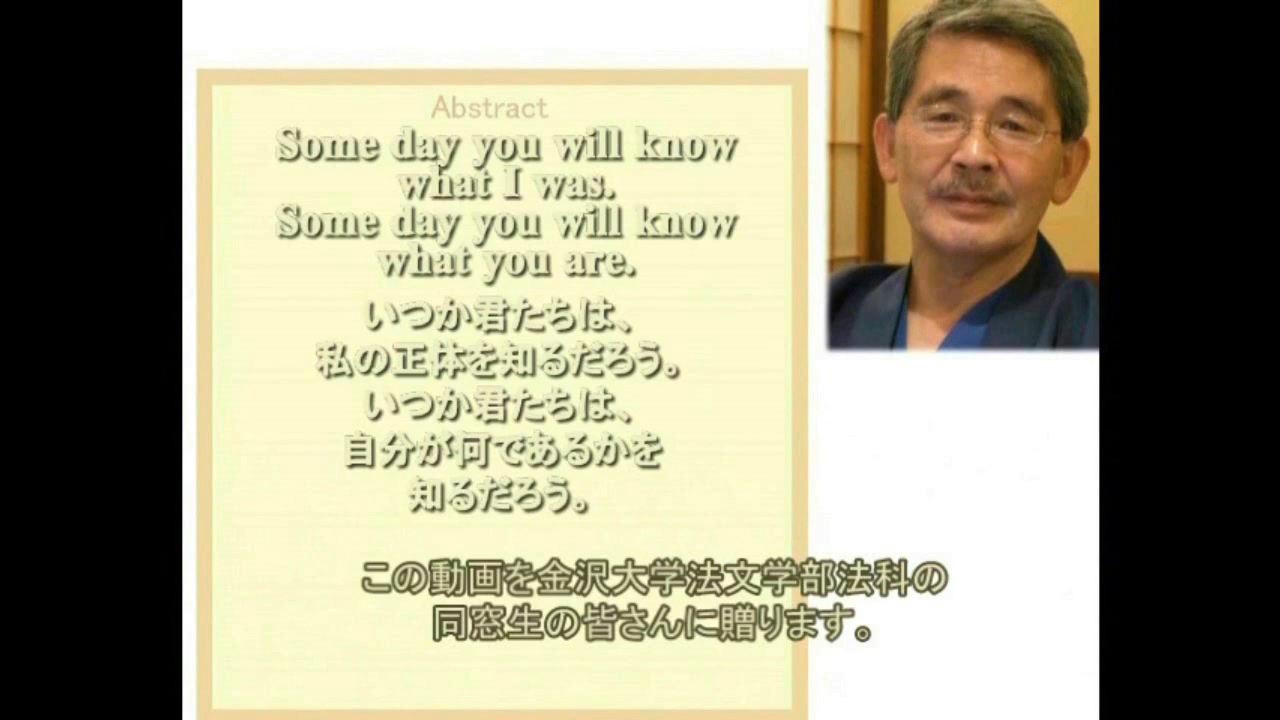 Abstract
Some day you will know
what I was.
Some day you will know
what you are.
いつか君たちは、
私の正体を知るだろう。
いつか君たちは、
自分が何であるかを
知るだろう。
この動画を金沢大学法文学部法科の
同窓生の皆さんに贈ります。